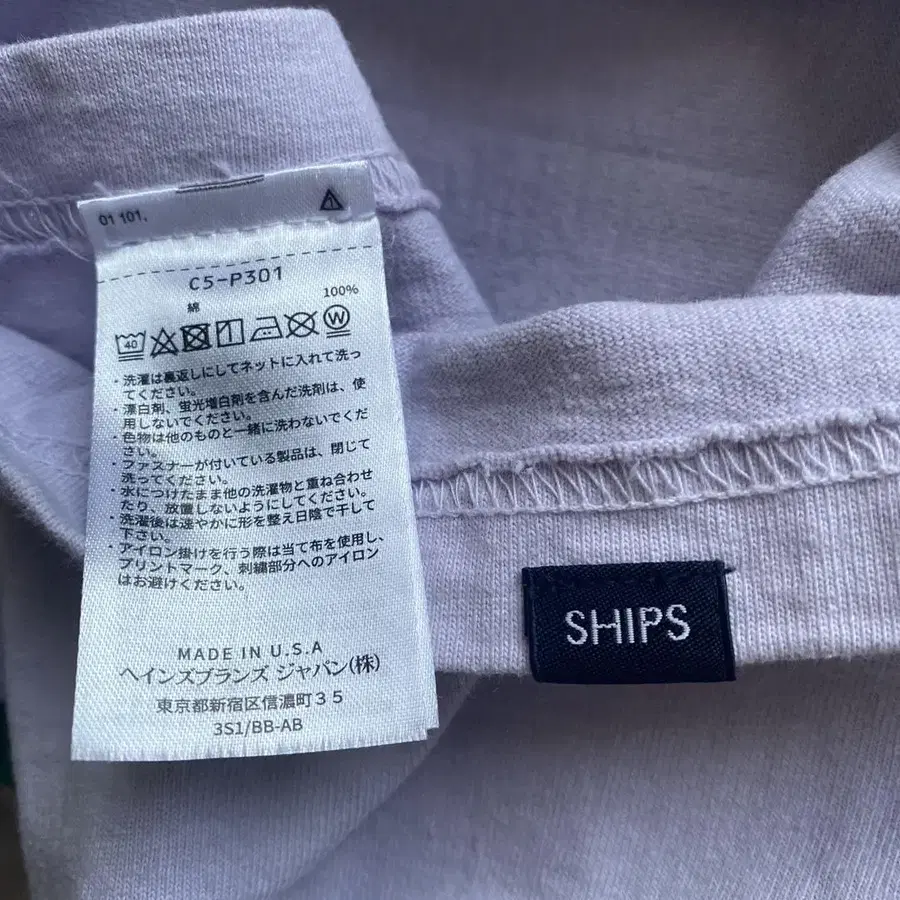 01 101.
C5-P301
綿 100%
40 W
・洗濯は裏返しにしてネットに入れて洗っ
てください。
・漂白剤、蛍光増白剤を含んだ洗剤は、使
用しないでください。
・色物は他のものと一緒に洗わないでくだ
さい。
・ファスナーが付いている製品は、閉じて
洗ってください。
・水につけたまま他の洗濯物と重ね合わせ
たり、放置しないようにしてください。
・洗濯後は速やかに形を整え日陰で干して
下さい。
・アイロン掛けを行う際は当て布を使用し、
プリントマーク、刺繍部分へのアイロン
はお避けください。
MADE IN U.S.A
ヘインズブランズ ジャパン(株)
東京都新宿区信濃町35
3S1/BB-AB
SHIPS